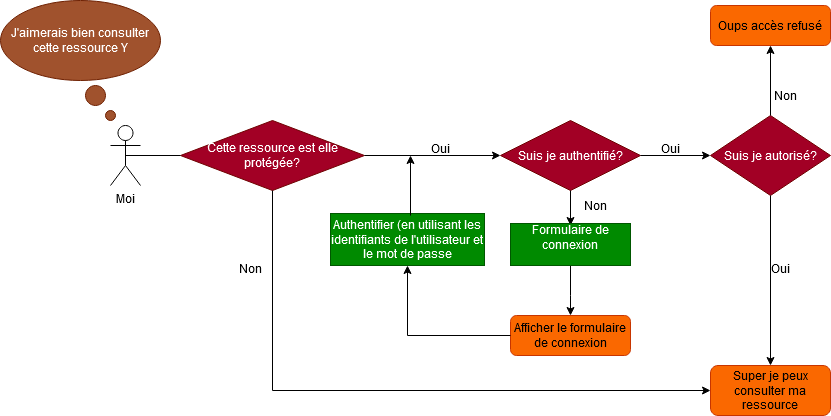 J'aimerais bien consulter
cette ressource Y
Oups accès refusé
Non
Cette ressource est elle
protégée?
Oui
Suis je authentifié?
Oui
Suis je autorisé?
Moi
Non
Authentifier (en utilisant les
identifiants de l'utilisateur et
le mot de passe
Formulaire de
connexion
Non
Oui
Afficher le formulaire
de connexion
Super je peux
consulter ma
ressource